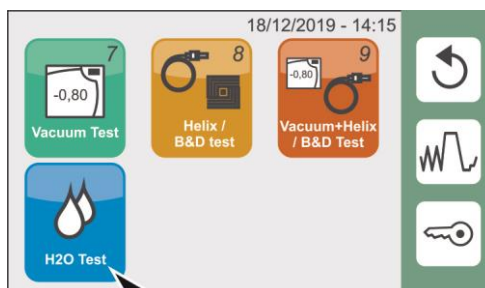 18/12/2019 - 14:15
7
-0,80
Vacuum Test
8
Helix /
B&D test
9
-0,80
Vacuum+Helix
/ B&D Test
H2O Test